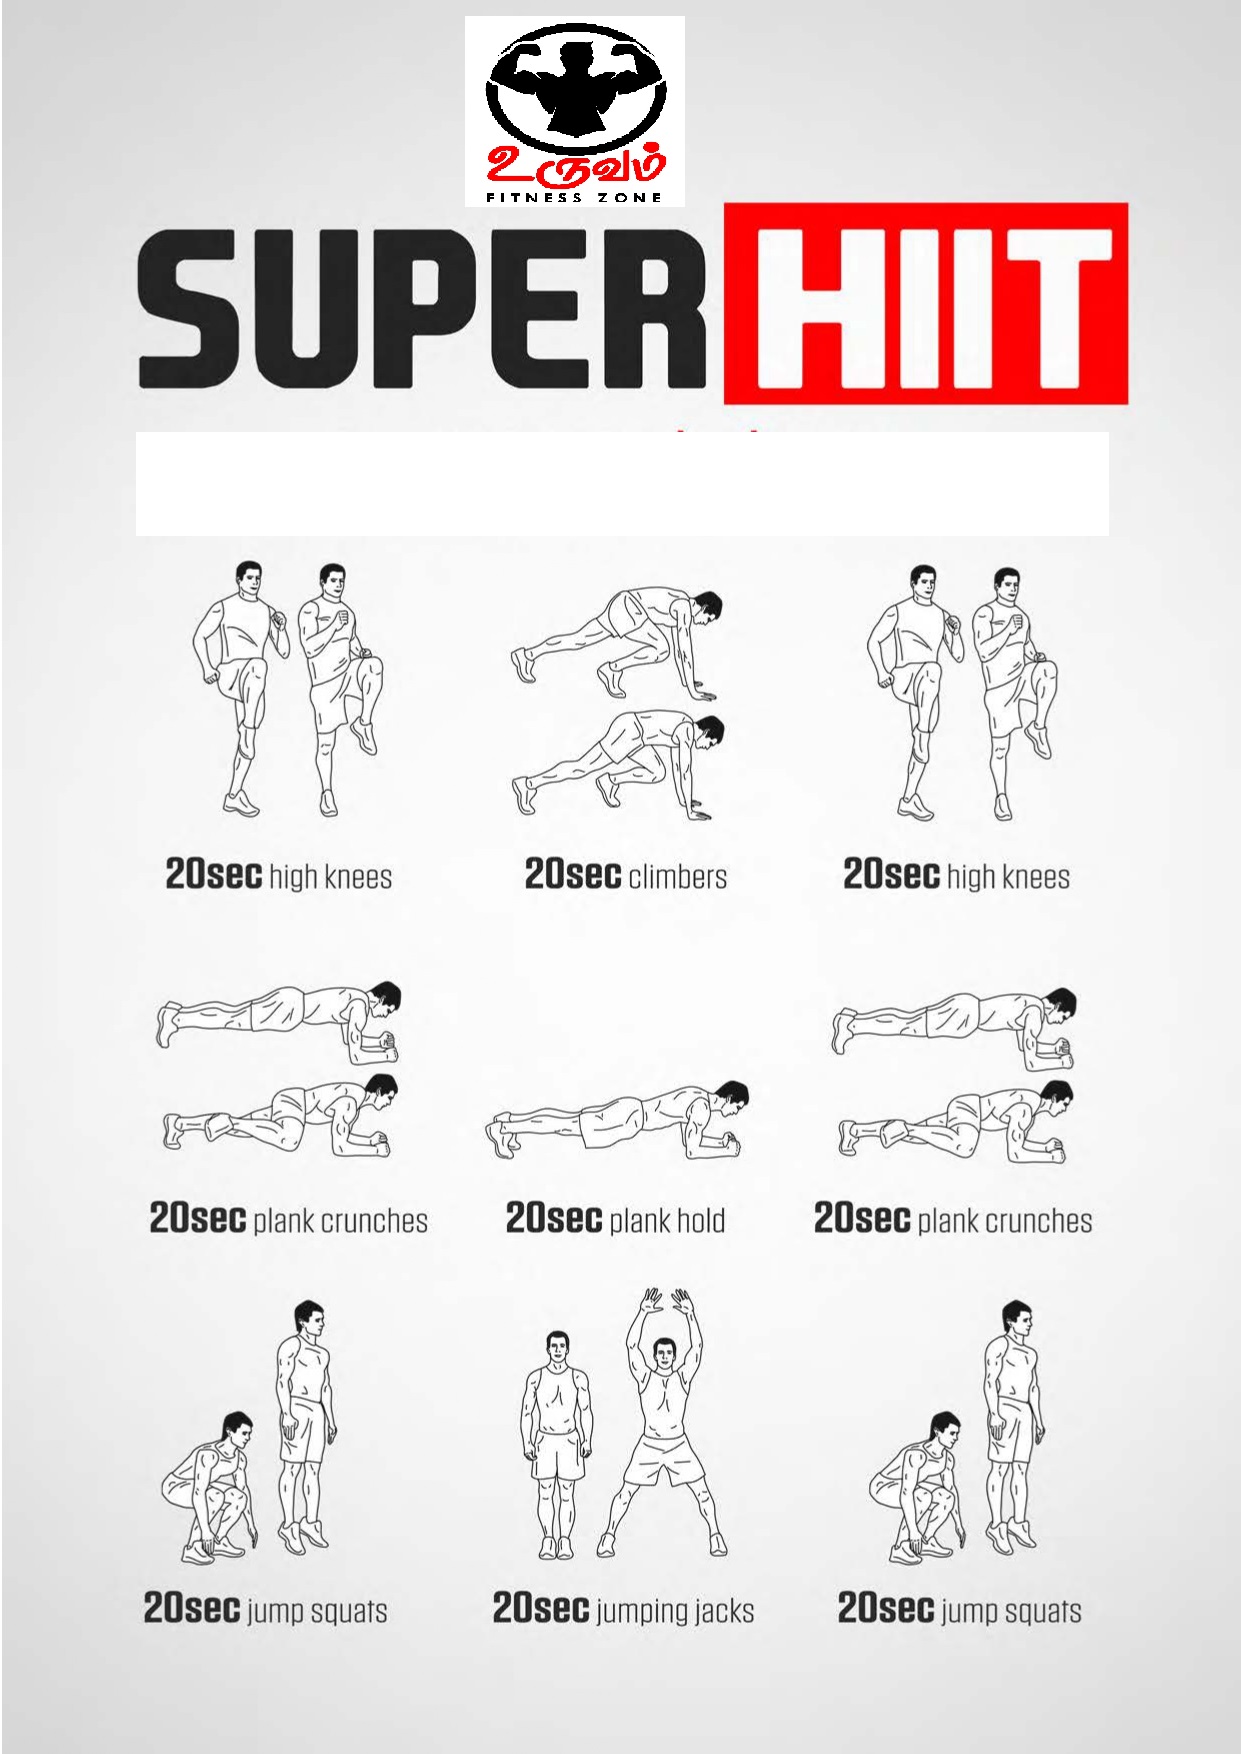 உருவம்
FITNESS ZONE
SUPER HIIT
20sec high knees
20sec climbers
20sec high knees
20sec plank crunches
20sec plank hold
20sec plank crunches
20sec jump squats
20sec jumping jacks
20sec jump squats